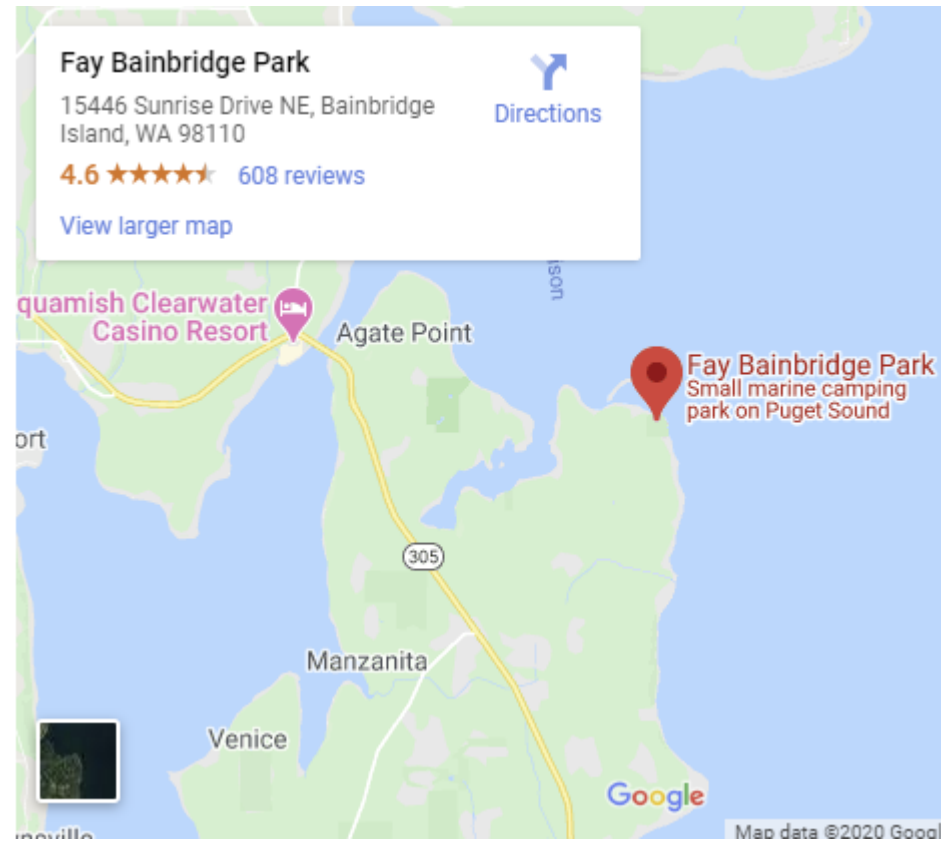 Fay Bainbridge Park
15446 Sunrise Drive NE, Bainbridge
Island, WA 98110
Directions
4.6
608 reviews
View larger map
ison
quamish Clearwater
Casino Resort
Agate Point
Fay Bainbridge Park
Small marine camping
park on Puget Sound
ort
305
Manzanita
Venice
Google
Map data ©2020 Googl